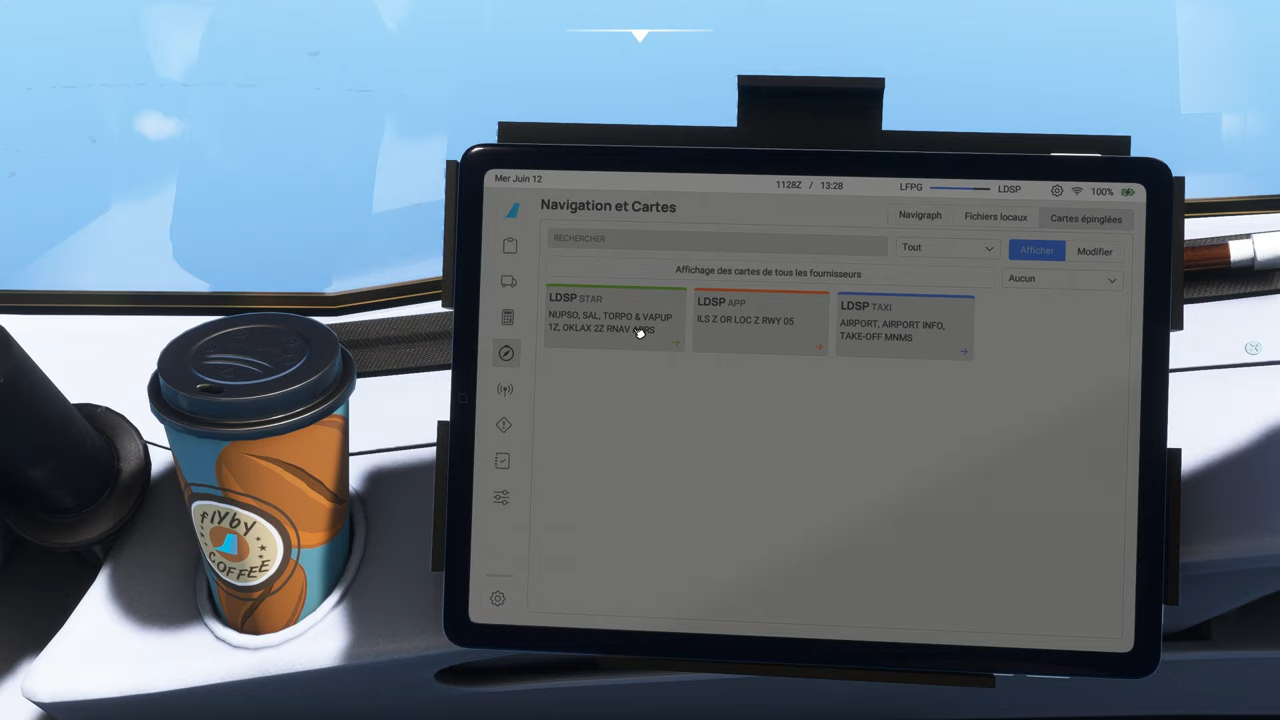 Mer Juin 12
1128Z / 13:28
LFPG
LDSP
100%
Navigation et Cartes
Navigraph
Fichiers locaux
Cartes épinglées
RECHERCHER
Tout
Afficher
Modifier
Affichage des cartes de tous les fournisseurs
Aucun
LDSP STAR
NUPSO, SAL, TORPO & VAPUP
1Z, OKLAX 2Z RNAV ARRS
LDSP APP
ILS Z OR LOC Z RWY 05
LDSP TAXI
AIRPORT, AIRPORT INFO,
TAKE-OFF MNMS
flyby
COFFEE